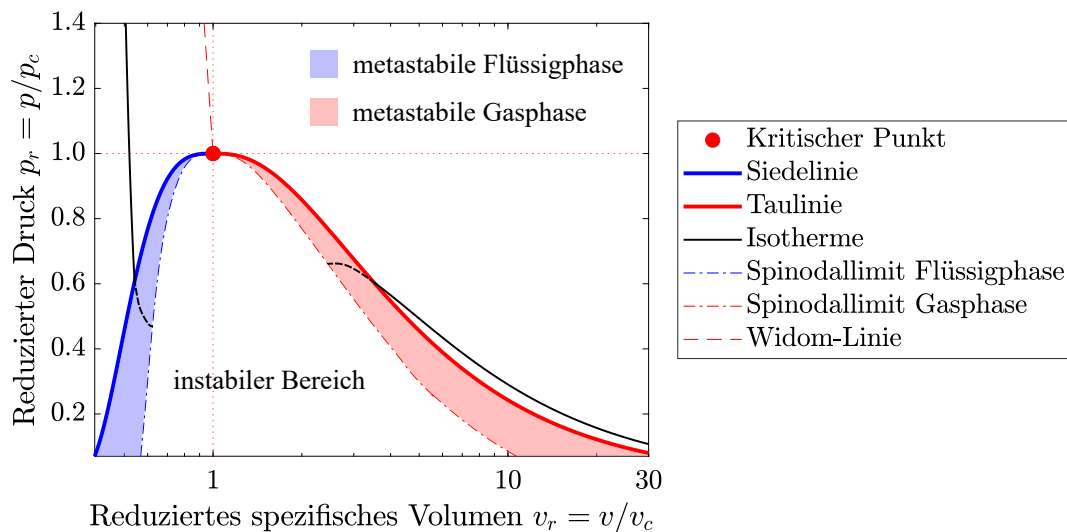 1.4
1.2
1.0
0.8
0.6
0.4
0.2
Reduzierter Druck p_r = p/p_c
metastabile Flüssigphase
metastabile Gasphase
instabiler Bereich
1
10
30
Reduziertes spezifisches Volumen v_r = v/v_c
Kritischer Punkt
Siedelinie
Taulinie
Isotherme
Spinodallimit Flüssigphase
Spinodallimit Gasphase
Widom-Linie